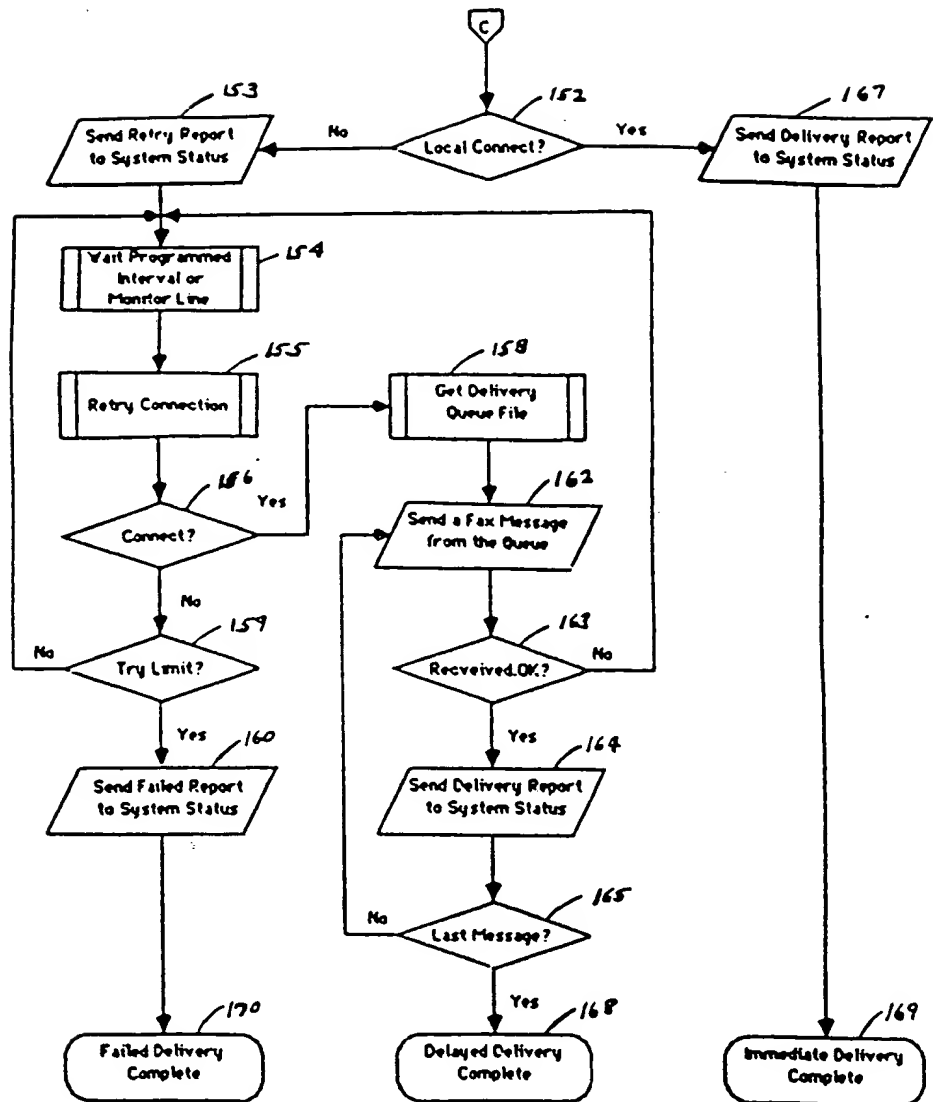 C
153
152
167
Send Retry Report
to System Status
No
Local Connect?
Yes
Send Delivery Report
to System Status
Wait Programmed
Interval or
Monitor Line
154
155
Retry Connection
158
Get Delivery
Queue File
156
Connect?
Yes
162
Send a Fax Message
from the Queue
No
159
No
Try Limit?
163
Recveived.OK?
No
Yes
160
Send Failed Report
to System Status
Yes
164
Send Delivery Report
to System Status
No
165
Last Message?
Yes
170
Failed Delivery
Complete
168
Delayed Delivery
Complete
169
Immediate Delivery
Complete